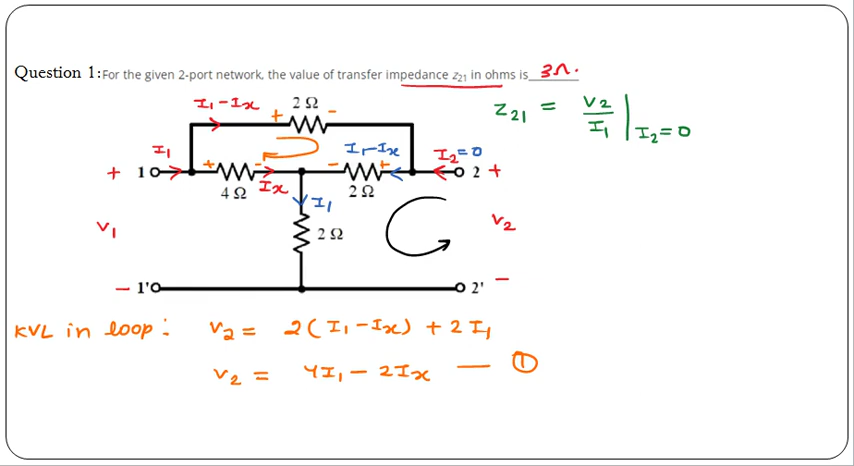 Question 1: For the given 2-port network, the value of transfer impedance z21 in ohms is 3Ω.
I1-Ix 2 Ω
+ -
Z21 = V2/I1 | I2=0
I1 I1-Ix I2=0
+ 1 + - - + 2 +
4 Ω Ix 2 Ω
I1
V1 2 Ω V2
- 1' 2' -
KVL in loop: V2 = 2(I1-Ix) + 2I1
V2 = 4I1 - 2Ix — ①